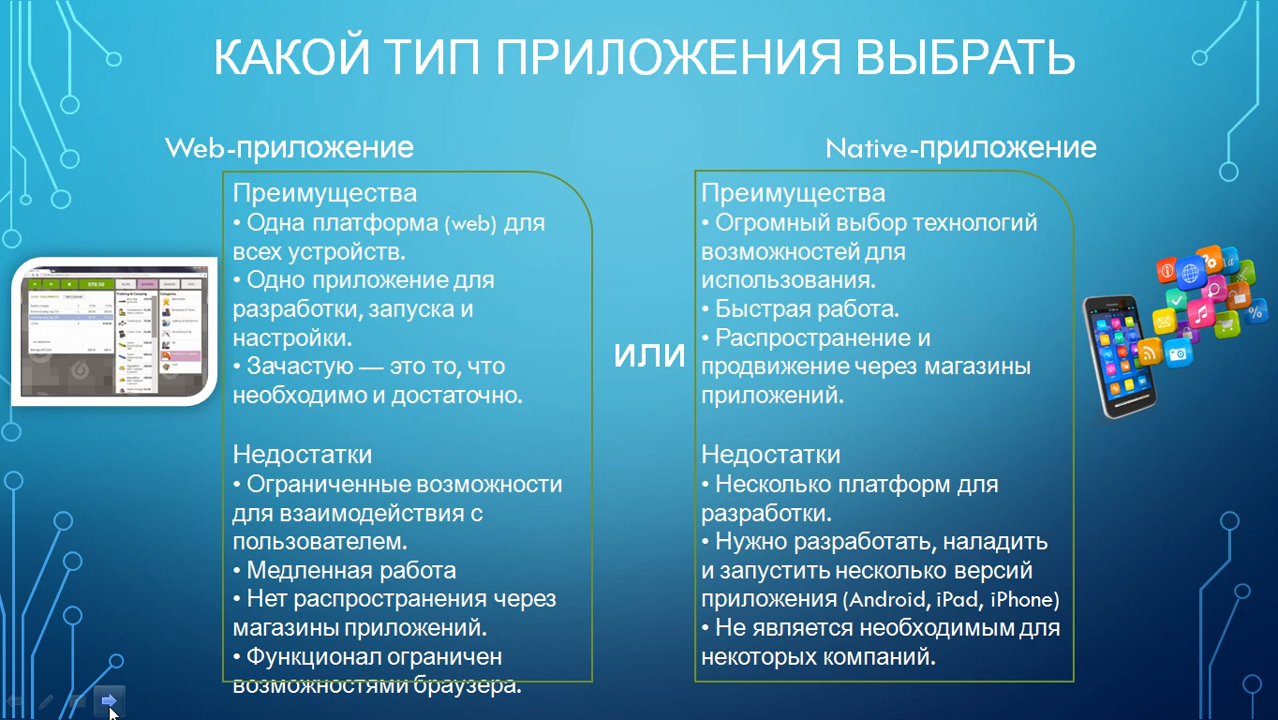 КАКОЙ ТИП ПРИЛОЖЕНИЯ ВЫБРАТЬ
Web-приложение
Преимущества
• Одна платформа (web) для
всех устройств.
• Одно приложение для
разработки, запуска и
настройки.
• Зачастую — это то, что
необходимо и достаточно.
Недостатки
• Ограниченные возможности
для взаимодействия с
пользователем.
• Медленная работа
• Нет распространения через
магазины приложений.
• Функционал ограничен
возможностями браузера.
или
Native-приложение
Преимущества
• Огромный выбор технологий
возможностей для
использования.
• Быстрая работа.
• Распространение и
продвижение через магазины
приложений.
Недостатки
• Несколько платформ для
разработки.
• Нужно разработать, наладить
и запустить несколько версий
приложения (Android, iPad, iPhone)
• Не является необходимым для
некоторых компаний.